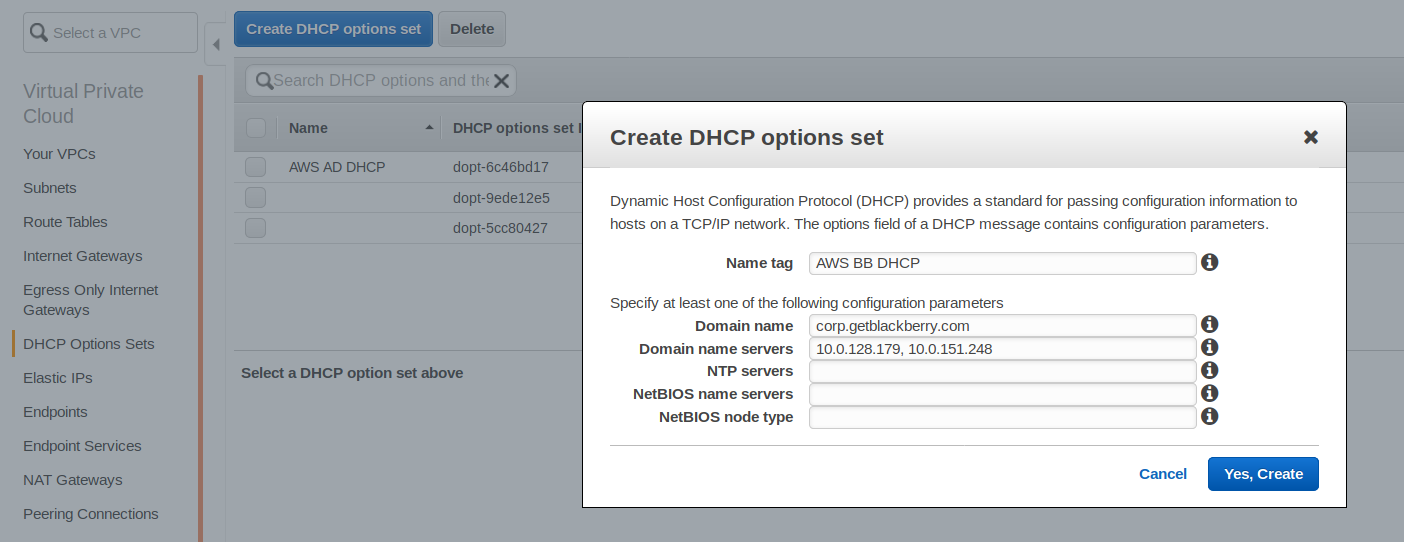 Select a VPC
Virtual Private
Cloud
Your VPCs
Subnets
Route Tables
Internet Gateways
Egress Only Internet
Gateways
DHCP Options Sets
Elastic IPs
Endpoints
Endpoint Services
NAT Gateways
Peering Connections
Create DHCP options set Delete
Search DHCP options and the
Name DHCP options set
AWS AD DHCP dopt-6c46bd17
dopt-9ede12e5
dopt-5cc80427
Select a DHCP option set above
Create DHCP options set
Dynamic Host Configuration Protocol (DHCP) provides a standard for passing configuration information to
hosts on a TCP/IP network. The options field of a DHCP message contains configuration parameters.
Name tag AWS BB DHCP
Specify at least one of the following configuration parameters
Domain name corp.getblackberry.com
Domain name servers 10.0.128.179, 10.0.151.248
NTP servers
NetBIOS name servers
NetBIOS node type
Cancel Yes, Create